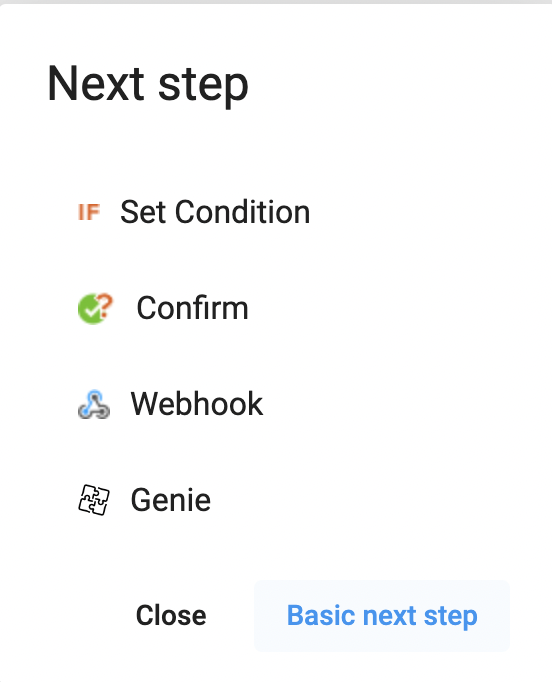 Next step
IF Set Condition
Confirm
Webhook
Genie
Close Basic next step